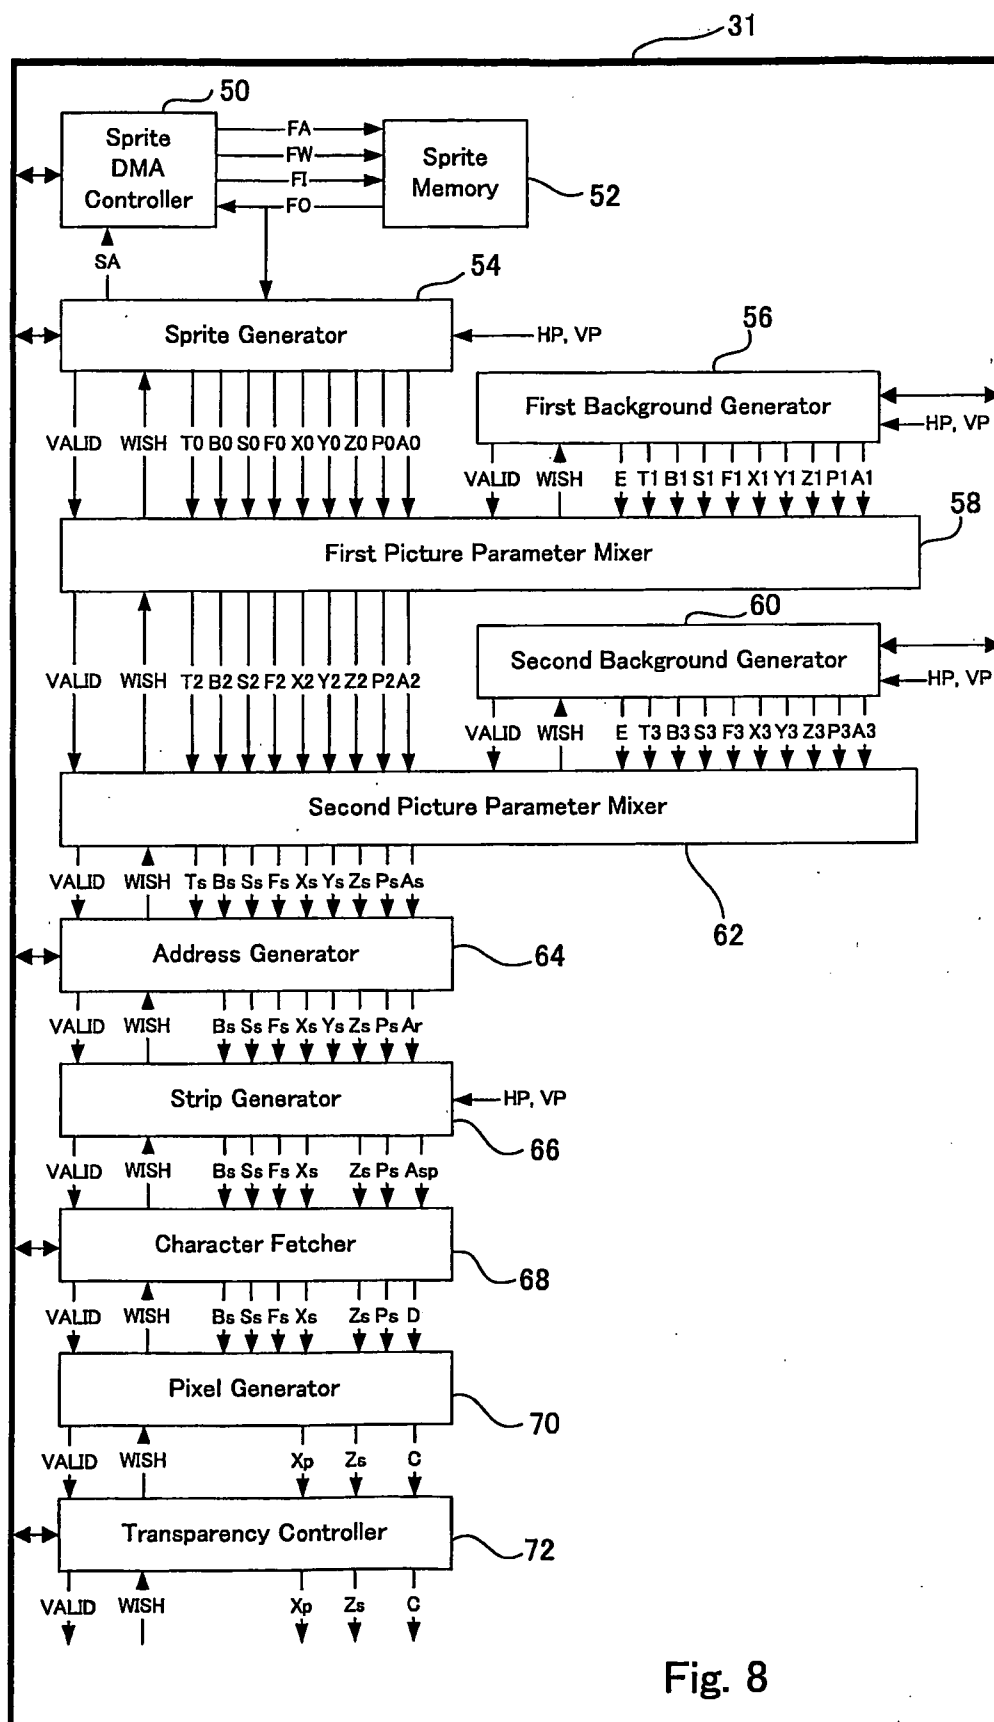 31
50
Sprite
DMA
Controller
FA
FW
FI
FO
Sprite
Memory
52
SA
54
Sprite Generator
HP, VP
56
First Background Generator
HP, VP
VALID WISH T0 B0 S0 F0 X0 Y0 Z0 P0 A0
VALID WISH E T1 B1 S1 F1 X1 Y1 Z1 P1 A1
58
First Picture Parameter Mixer
60
Second Background Generator
HP, VP
VALID WISH T2 B2 S2 F2 X2 Y2 Z2 P2 A2
VALID WISH E T3 B3 S3 F3 X3 Y3 Z3 P3 A3
Second Picture Parameter Mixer
62
VALID WISH Ts Bs Ss Fs Xs Ys Zs Ps As
Address Generator
64
VALID WISH Bs Ss Fs Xs Ys Zs Ps Ar
Strip Generator
HP, VP
66
VALID WISH Bs Ss Fs Xs Zs Ps Asp
Character Fetcher
68
VALID WISH Bs Ss Fs Xs Zs Ps D
Pixel Generator
70
VALID WISH Xp Zs C
Transparency Controller
72
VALID WISH Xp Zs C
Fig. 8